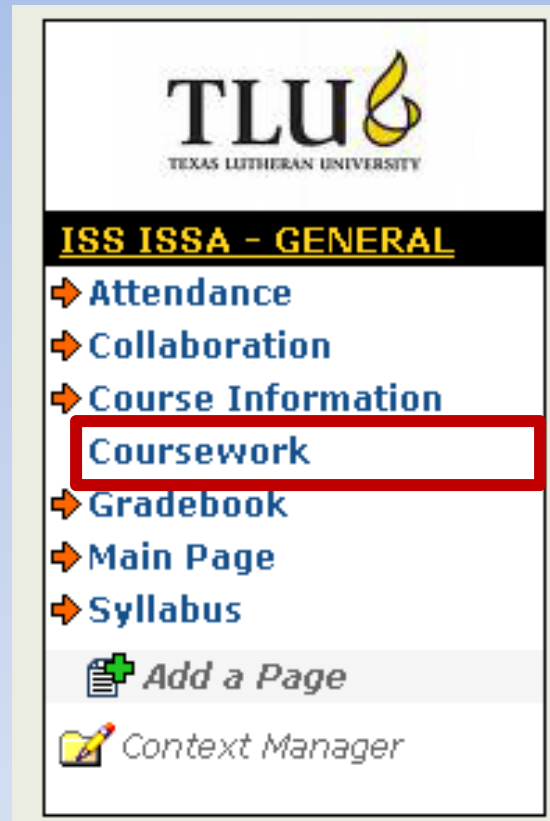 TLU
TEXAS LUTHERAN UNIVERSITY
ISS ISSA - GENERAL
Attendance
Collaboration
Course Information
Coursework
Gradebook
Main Page
Syllabus
Add a Page
Context Manager